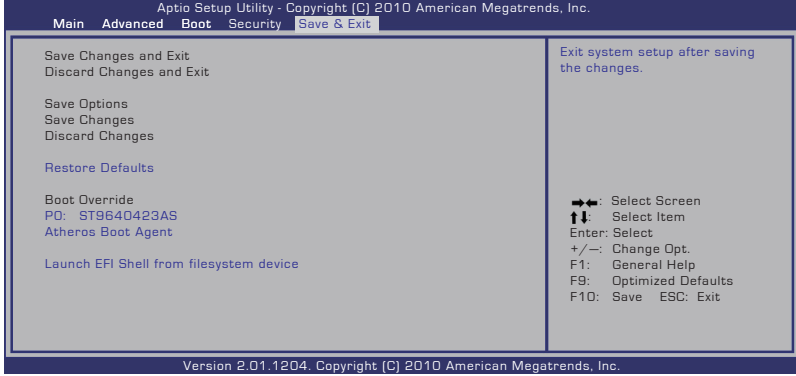 Aptio Setup Utility - Copyright (C) 2010 American Megatrends, Inc.
Main Advanced Boot Security Save & Exit
Save Changes and Exit
Discard Changes and Exit
Save Options
Save Changes
Discard Changes
Restore Defaults
Boot Override
P0: ST9640423AS
Atheros Boot Agent
Launch EFI Shell from filesystem device
Exit system setup after saving
the changes.
→←: Select Screen
↑↓: Select Item
Enter: Select
+/—: Change Opt.
F1: General Help
F9: Optimized Defaults
F10: Save ESC: Exit
Version 2.01.1204. Copyright (C) 2010 American Megatrends, Inc.